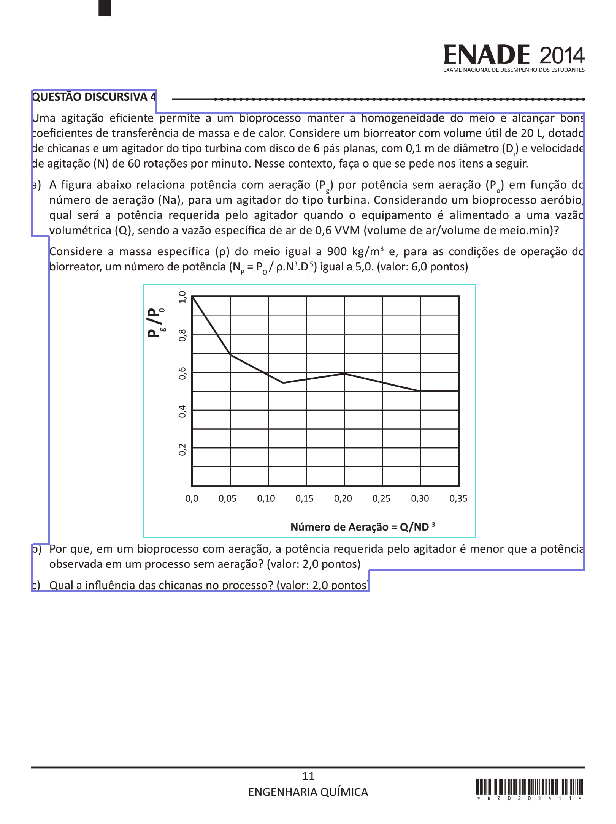 ENADE 2014
EXAME NACIONAL DE DESEMPENHO DOS ESTUDANTES
QUESTÃO DISCURSIVA 4
Uma agitação eficiente permite a um bioprocesso manter a homogeneidade do meio e alcançar bons
coeficientes de transferência de massa e de calor. Considere um biorreator com volume útil de 20 L, dotado
de chicanas e um agitador do tipo turbina com disco de 6 pás planas, com 0,1 m de diâmetro (Di) e velocidade
de agitação (N) de 60 rotações por minuto. Nesse contexto, faça o que se pede nos itens a seguir.
a) A figura abaixo relaciona potência com aeração (Pg) por potência sem aeração (Po) em função do
número de aeração (Na), para um agitador do tipo turbina. Considerando um bioprocesso aeróbio,
qual será a potência requerida pelo agitador quando o equipamento é alimentado a uma vazão
volumétrica (Q), sendo a vazão específica de ar de 0,6 VVM (volume de ar/volume de meio.min)?
Considere a massa específica (ρ) do meio igual a 900 kg/m³ e, para as condições de operação do
biorreator, um número de potência (Np = PO / ρ.N³.D⁵) igual a 5,0. (valor: 6,0 pontos)
Pg/P0
1,0
0,8
0,6
0,4
0,2
0,0 0,05 0,10 0,15 0,20 0,25 0,30 0,35
Número de Aeração = Q/ND ³
b) Por que, em um bioprocesso com aeração, a potência requerida pelo agitador é menor que a potência
observada em um processo sem aeração? (valor: 2,0 pontos)
c) Qual a influência das chicanas no processo? (valor: 2,0 pontos)
11
ENGENHARIA QUÍMICA